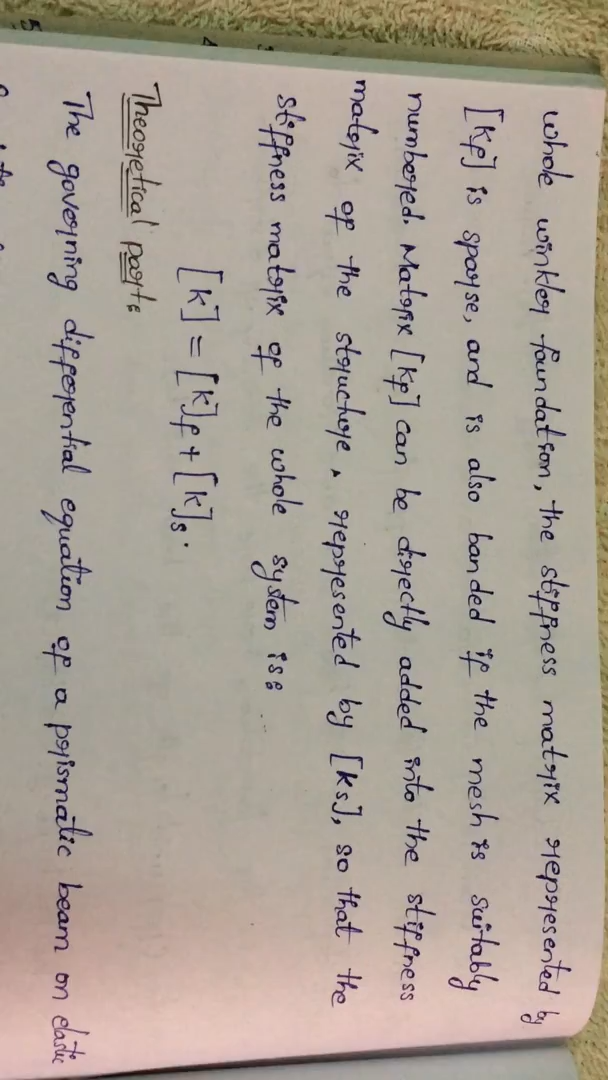 whole winkler foundation, the stiffness matrix represented by
[kf] is sparse, and is also banded if the mesh is suitably
numbered. Matrix [kf] can be directly added into the stiffness
matrix of the structure, represented by [ks], so that the
stiffness matrix of the whole system is:
[k] = [k]f + [k]s.
Theoretical part:
The governing differential equation of a prismatic beam on elastic